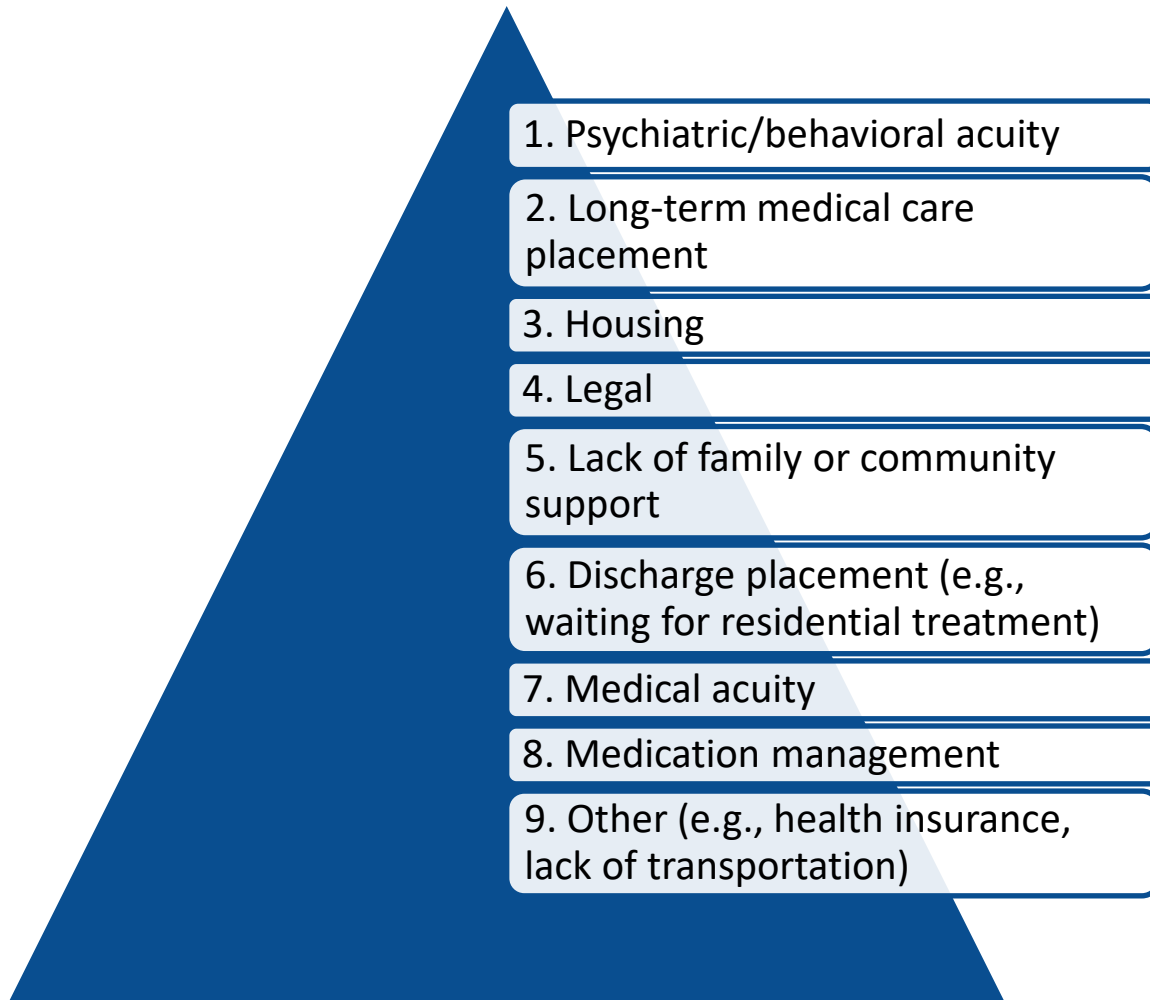 1. Psychiatric/behavioral acuity
2. Long-term medical care
placement
3. Housing
4. Legal
5. Lack of family or community
support
6. Discharge placement (e.g.,
waiting for residential treatment)
7. Medical acuity
8. Medication management
9. Other (e.g., health insurance,
lack of transportation)